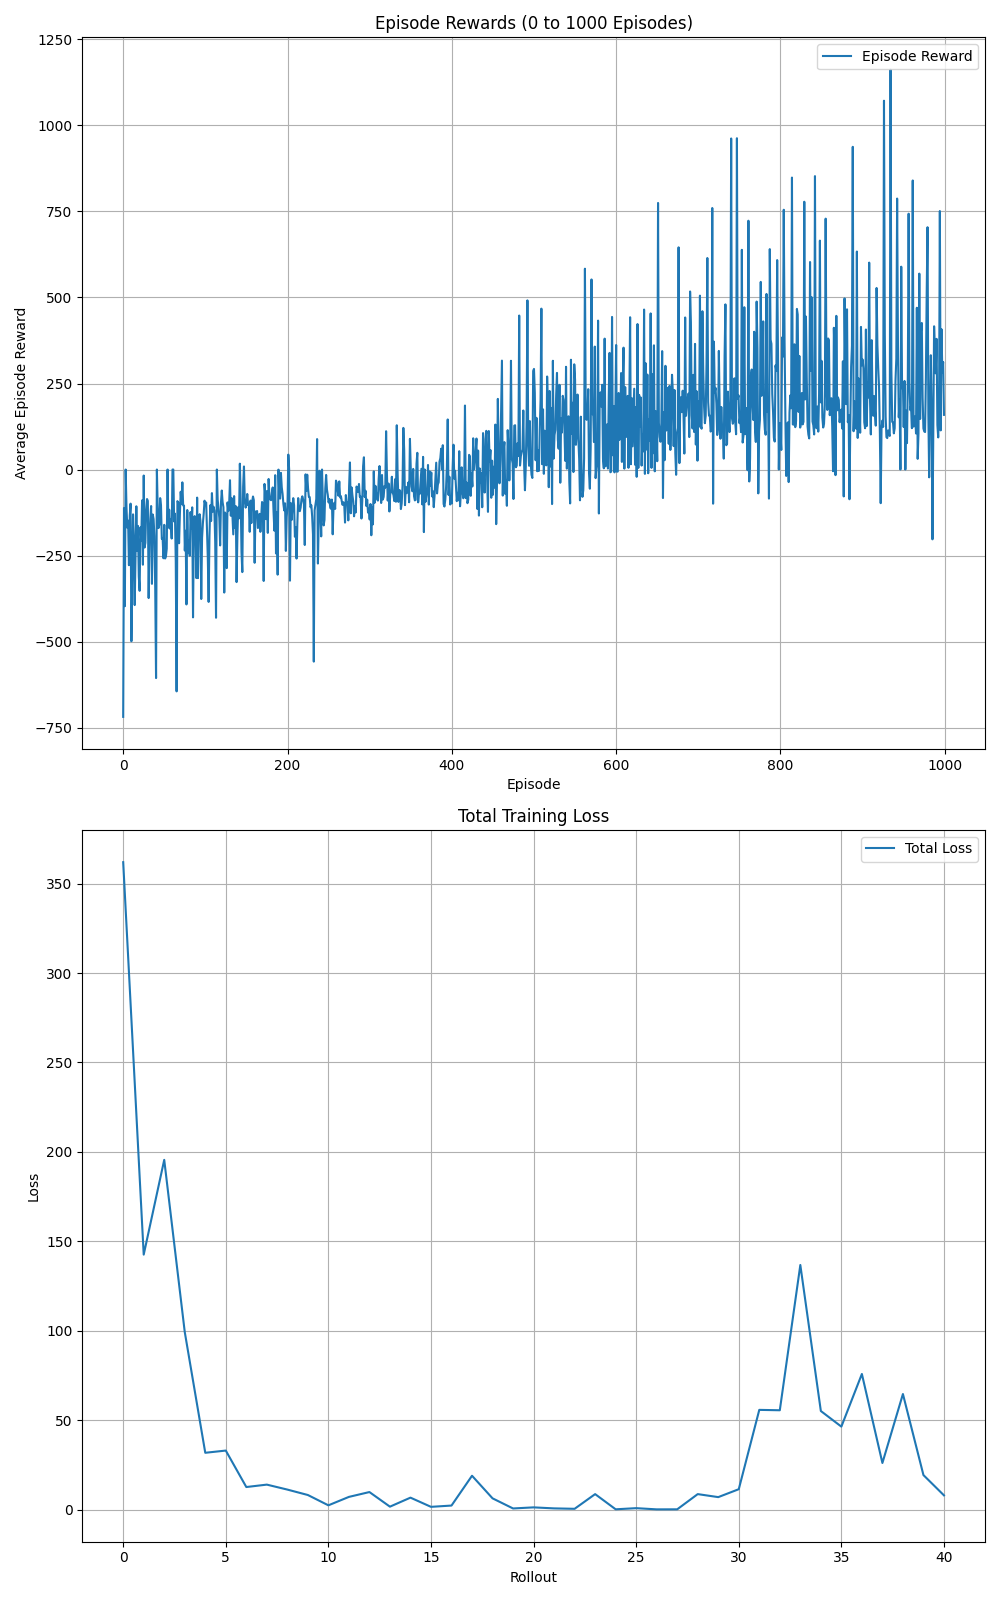 Episode Rewards (0 to 1000 Episodes)
Episode Reward
Average Episode Reward
1250
1000
750
500
250
0
−250
−500
−750
0 200 400 600 800 1000
Episode
Total Training Loss
Total Loss
Loss
350
300
250
200
150
100
50
0
0 5 10 15 20 25 30 35 40
Rollout